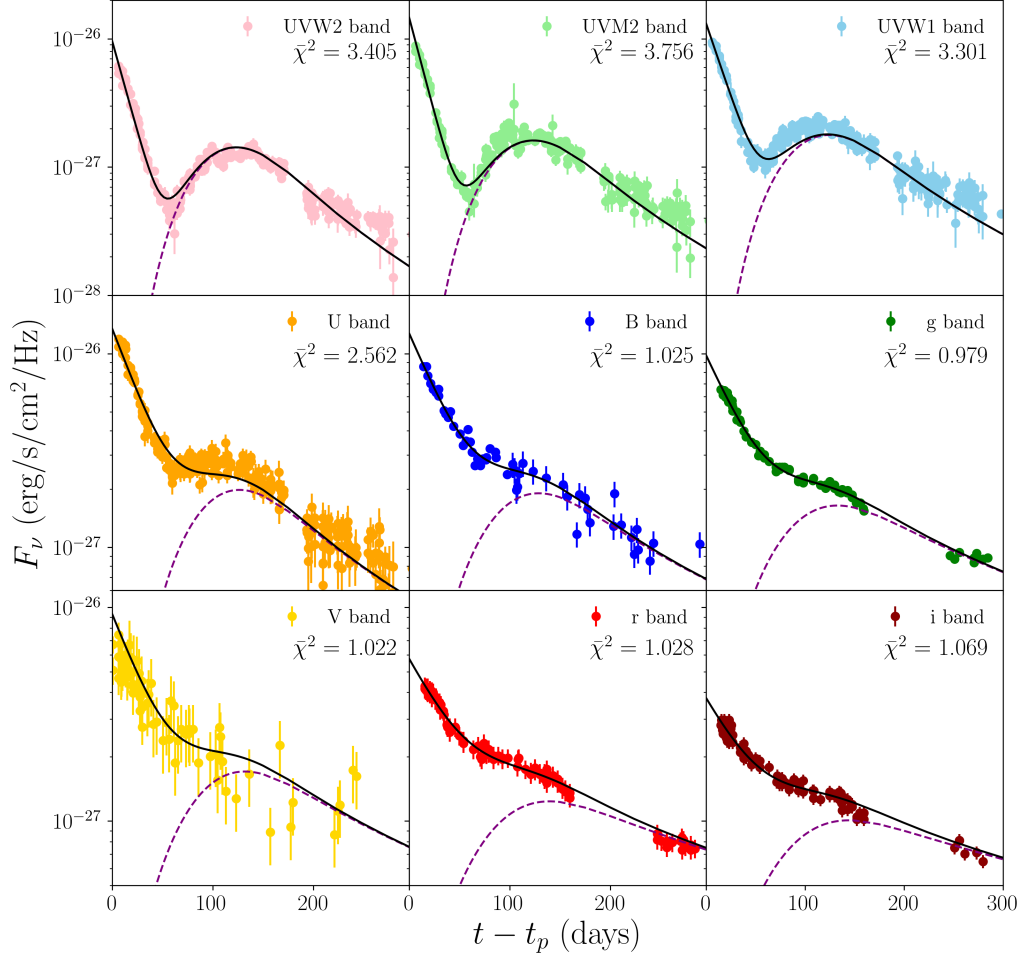 UVW2 band
χ̄² = 3.405
UVM2 band
χ̄² = 3.756
UVW1 band
χ̄² = 3.301
10⁻²⁶
10⁻²⁷
10⁻²⁸
U band
χ̄² = 2.562
B band
χ̄² = 1.025
g band
χ̄² = 0.979
10⁻²⁶
10⁻²⁷
F_ν (erg/s/cm²/Hz)
V band
χ̄² = 1.022
r band
χ̄² = 1.028
i band
χ̄² = 1.069
10⁻²⁶
10⁻²⁷
0 100 200 0 100 200 0 100 200 300
t − t_p (days)